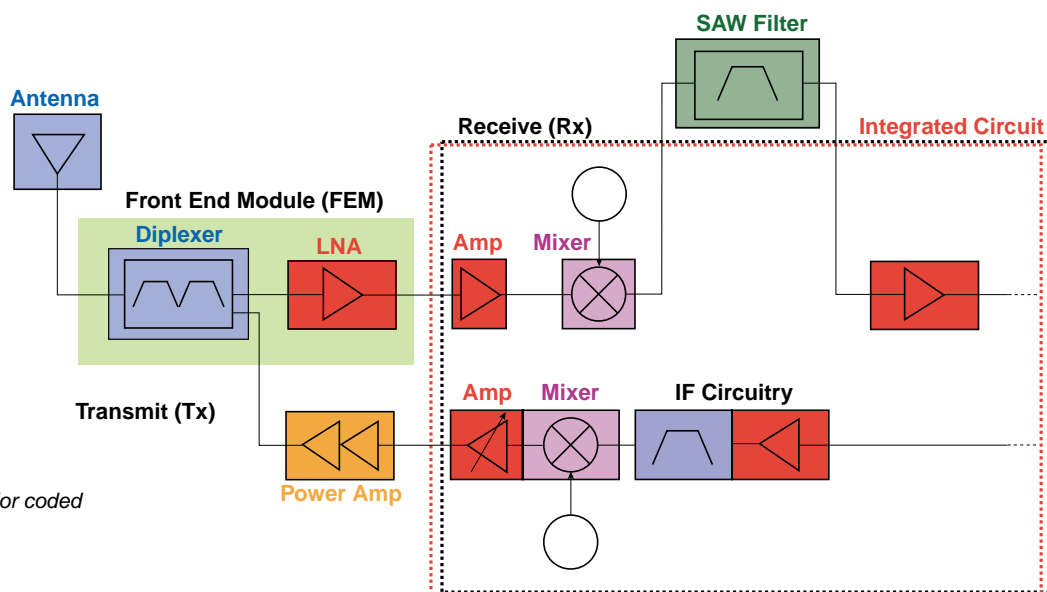 SAW Filter
Antenna
Receive (Rx)
Integrated Circuit
Front End Module (FEM)
Diplexer
LNA
Amp
Mixer
Amp
Mixer
IF Circuitry
Transmit (Tx)
Power Amp
coded